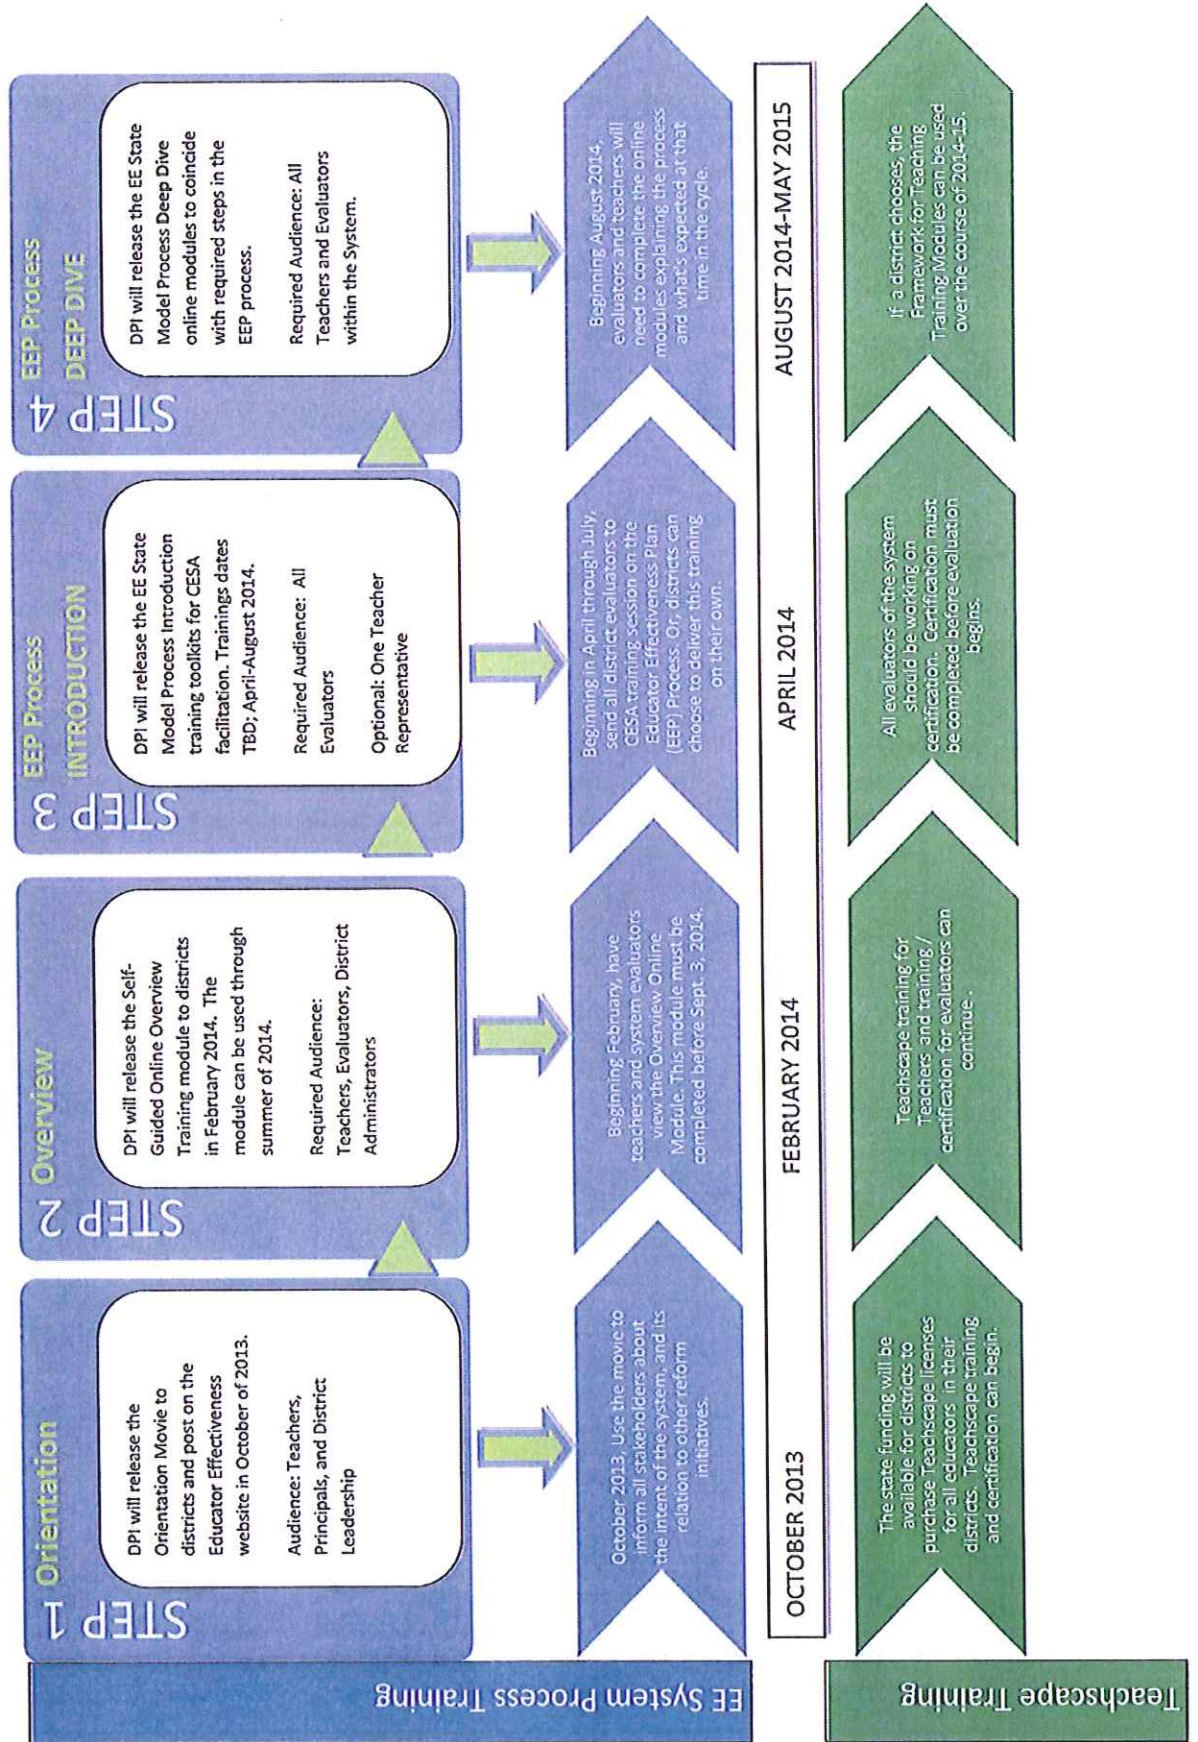 EE System Process Training
STEP 1
Orientation
DPI will release the
Orientation Movie to
districts and post on the
Educator Effectiveness
website in October of 2013.
Audience: Teachers,
Principals, and District
Leadership
STEP 2
Overview
DPI will release the Self-
Guided Online Overview
Training module to districts
in February 2014. The
module can be used through
summer of 2014.
Required Audience:
Teachers, Evaluators, District
Administrators
STEP 3
EEP Process
INTRODUCTION
DPI will release the EE State
Model Process Introduction
training toolkits for CESA
facilitation. Trainings dates
TBD; April-August 2014.
Required Audience: All
Evaluators
Optional: One Teacher
Representative
STEP 4
EEP Process
DEEP DIVE
DPI will release the EE State
Model Process Deep Dive
online modules to coincide
with required steps in the
EEP process.
Required Audience: All
Teachers and Evaluators
within the System.
October 2013, Use the movie to
inform all stakeholders about
the intent of the system, and its
relation to other reform
initiatives.
Beginning February, have
teachers and system evaluators
view the Overview Online
Module. This module must be
completed before Sept. 3, 2014.
Beginning in April through July,
send all district evaluators to
CESA training session on the
Educator Effectiveness Plan
(EEP) Process. Or, districts can
choose to deliver this training
on their own.
Beginning August 2014,
evaluators and teachers will
need to complete the online
modules explaining the process
and what's expected at that
time in the cycle.
OCTOBER 2013
FEBRUARY 2014
APRIL 2014
AUGUST 2014-MAY 2015
Teachscape Training
The state funding will be
available for districts to
purchase Teachscape licenses
for all educators in their
districts. Teachscape training
and certification can begin.
Teachscape training for
Teachers and training /
certification for evaluators can
continue .
All evaluators of the system
should be working on
certification. Certification must
be completed before evaluation
begins.
If a district chooses, the
Framework for Teaching
Training Modules can be used
over the course of 2014-15.